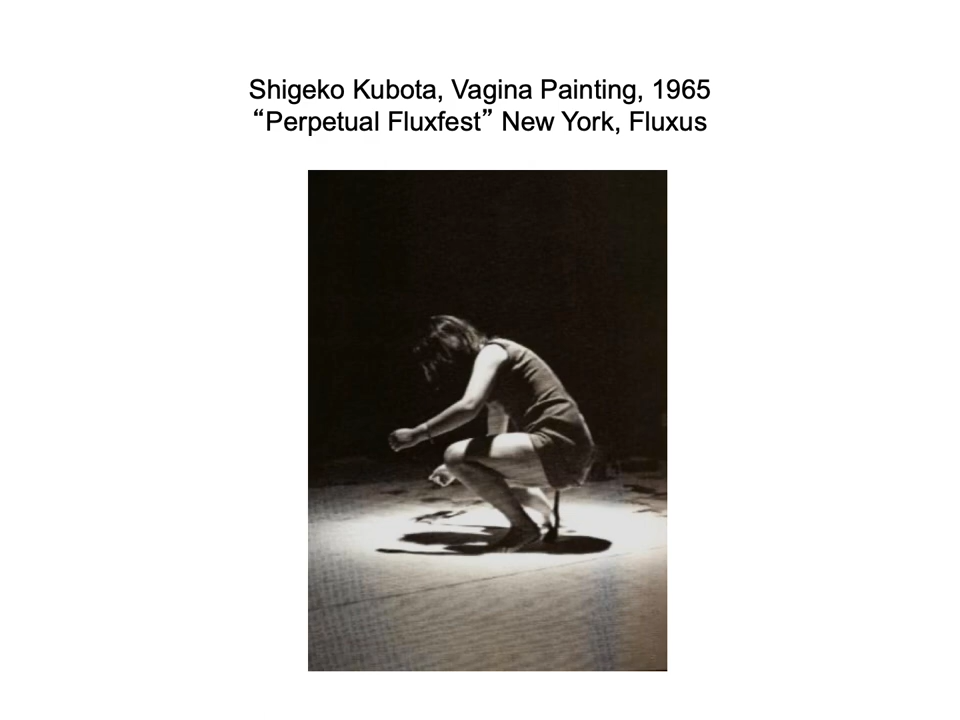 Shigeko Kubota, Vagina Painting, 1965
“Perpetual Fluxfest” New York, Fluxus